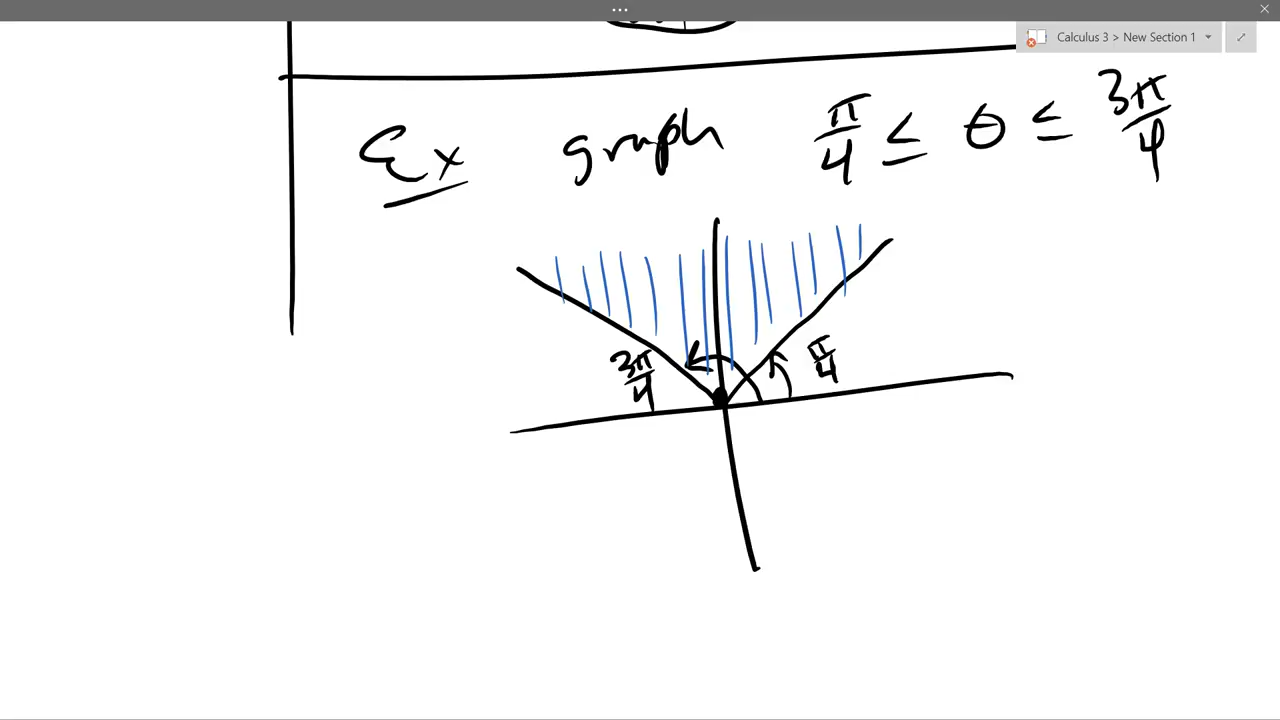 Calculus 3 > New Section 1
Ex graph π/4 ≤ θ ≤ 3π/4
3π/4 π/4